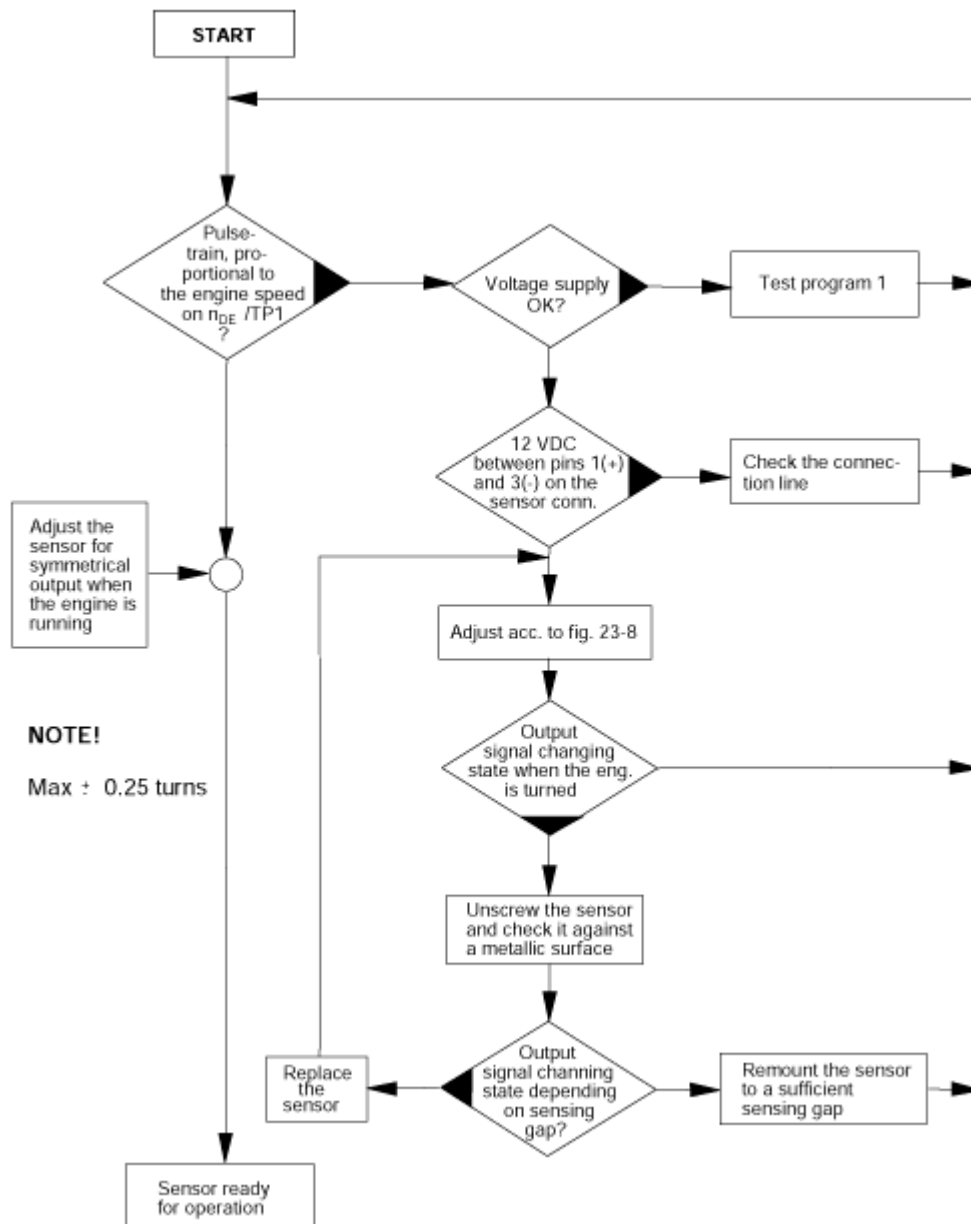 START
Pulse-
train, pro-
portional to
the engine speed
on nDE /TP1
?
Voltage supply
OK?
Test program 1
12 VDC
between pins 1(+)
and 3(-) on the
sensor conn.
Check the connec-
tion line
Adjust the
sensor for
symmetrical
output when
the engine is
running
Adjust acc. to fig. 23-8
NOTE!
Max ± 0.25 turns
Output
signal changing
state when the eng.
is turned
Unscrew the sensor
and check it against
a metallic surface
Replace
the
sensor
Output
signal channing
state depending
on sensing
gap?
Remount the sensor
to a sufficient
sensing gap
Sensor ready
for operation